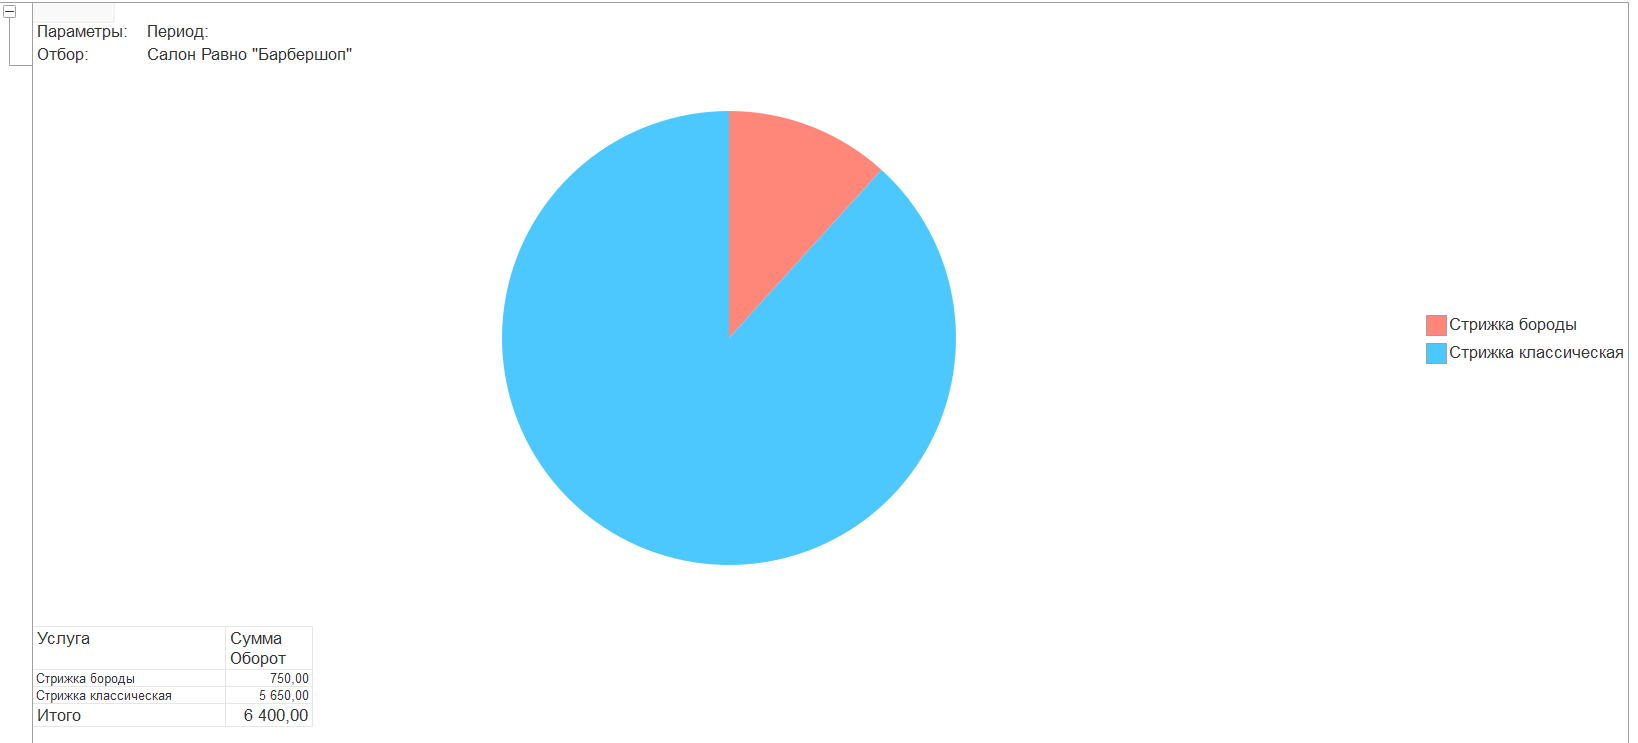 Параметры: Период:
Отбор: Салон Равно "Барбершоп"
Стрижка бороды
Стрижка классическая
Услуга Сумма
Оборот
Стрижка бороды 750,00
Стрижка классическая 5 650,00
Итого 6 400,00